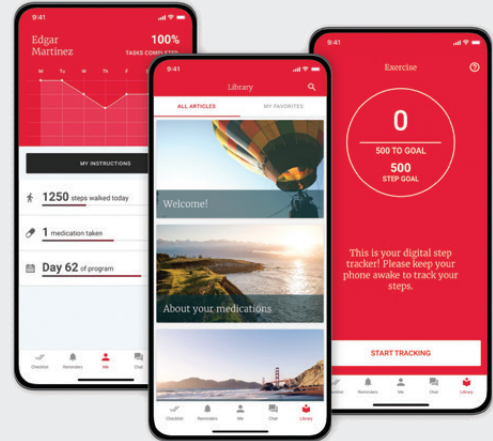 9:41
Edgar
Martinez
100%
TASKS COMPLETED
M Tu W Th F
MY INSTRUCTIONS
1250 steps walked today
1 medication taken
Day 62 of program
Checklist Reminders Me Chat
9:41
Library
ALL ARTICLES MY FAVORITES
Welcome!
About your medications
Checklist Reminders Me Chat Library
9:41
Exercise
?
0
500 TO GOAL
500
STEP GOAL
This is your digital step
tracker! Please keep your
phone awake to track your
steps.
START TRACKING
Reminders Me Chat Library